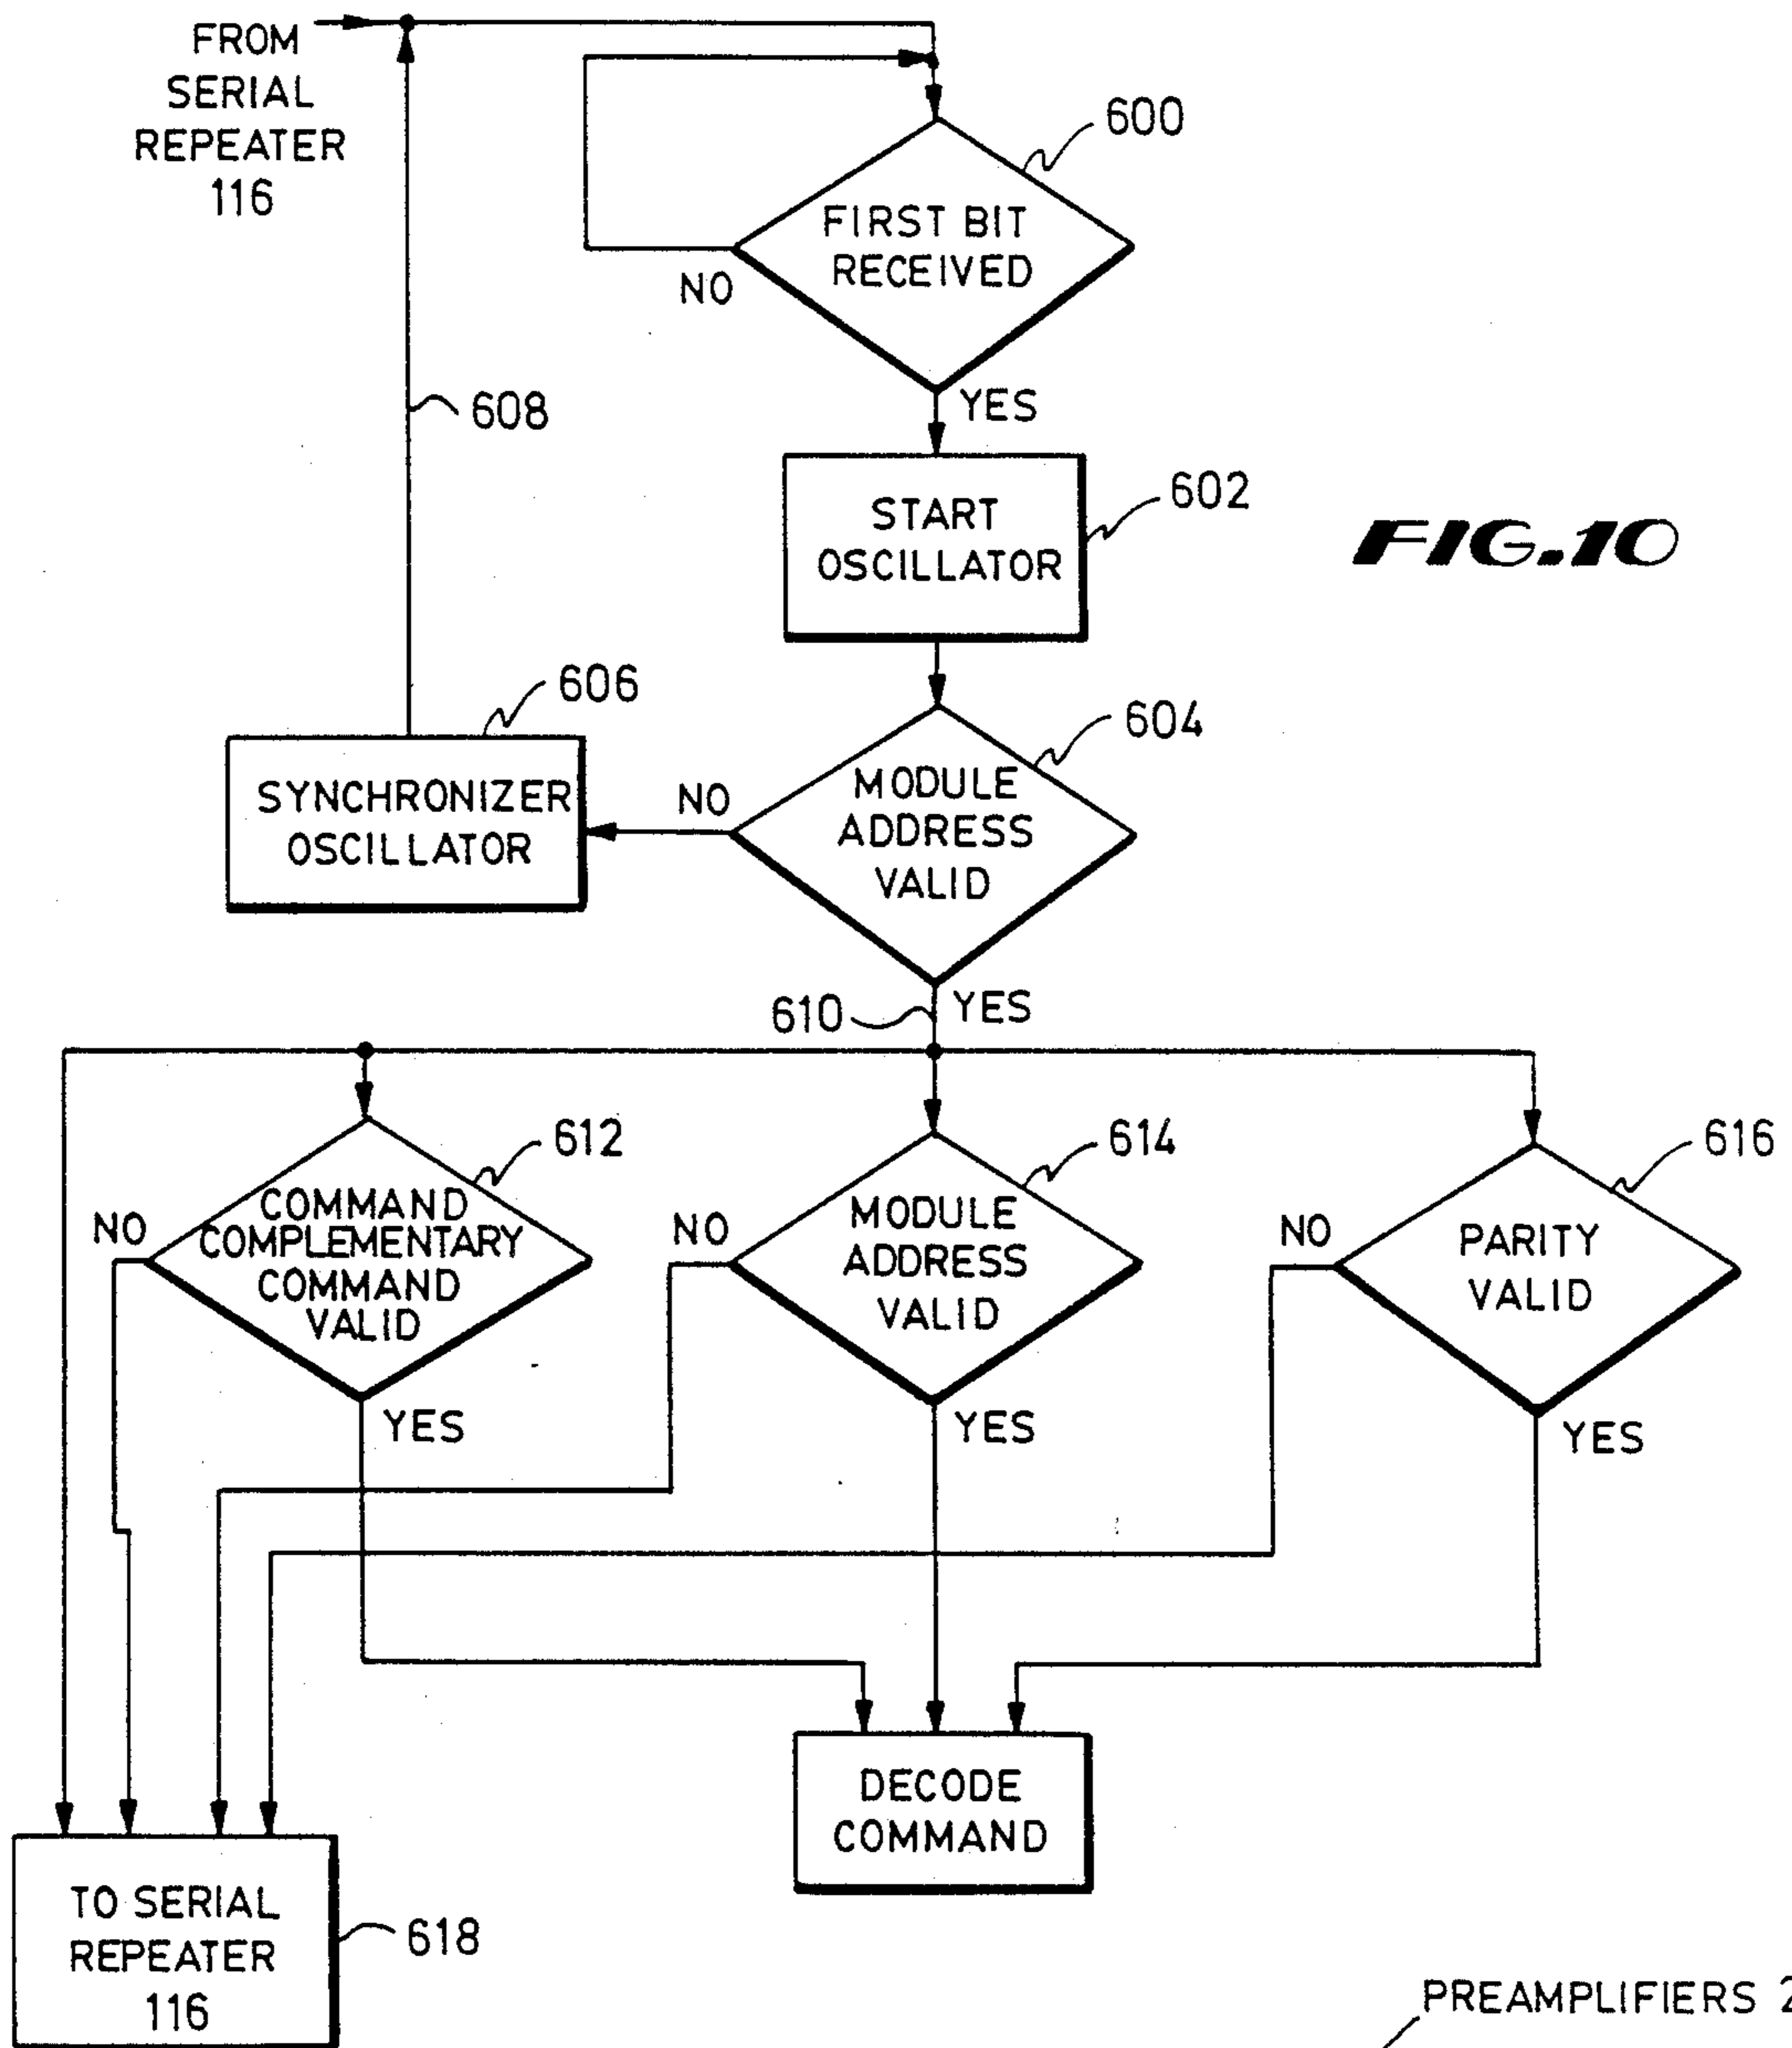 FROM
SERIAL
REPEATER
116
600
FIRST BIT
RECEIVED
NO
YES
608
START
OSCILLATOR
602
FIG.10
606
SYNCHRONIZER
OSCILLATOR
NO
604
MODULE
ADDRESS
VALID
610
YES
612
COMMAND
COMPLEMENTARY
COMMAND
VALID
NO
YES
614
MODULE
ADDRESS
VALID
NO
YES
616
PARITY
VALID
NO
YES
DECODE
COMMAND
TO SERIAL
REPEATER
116
618
PREAMPLIFIERS 2